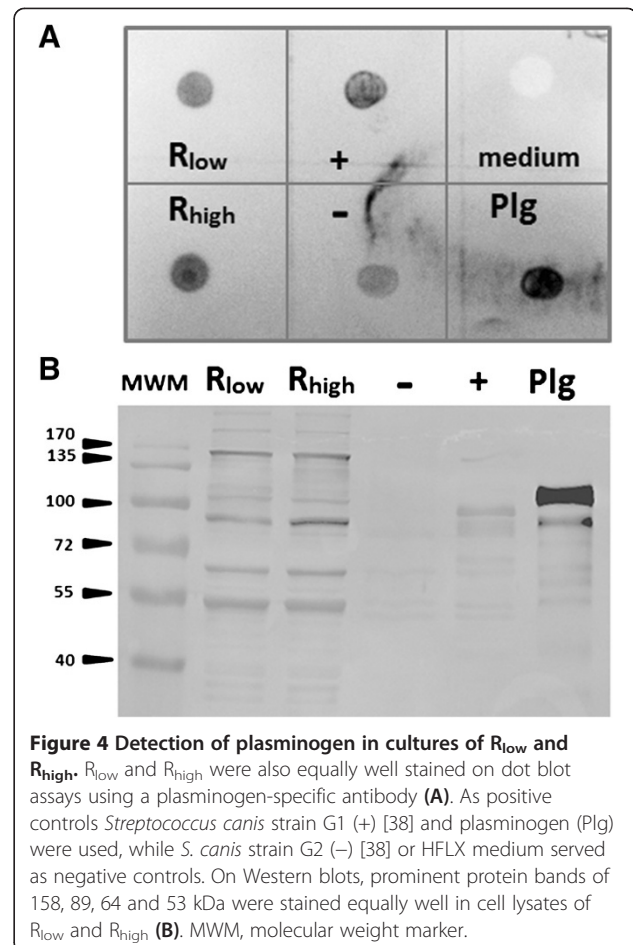 A
Rlow
+
medium
Rhigh
-
Plg
B
MWM Rlow Rhigh - + Plg
170
135
100
72
55
40
Figure 4 Detection of plasminogen in cultures of Rlow and
Rhigh. Rlow and Rhigh were also equally well stained on dot blot
assays using a plasminogen-specific antibody (A). As positive
controls Streptococcus canis strain G1 (+) [38] and plasminogen (Plg)
were used, while S. canis strain G2 (−) [38] or HFLX medium served
as negative controls. On Western blots, prominent protein bands of
158, 89, 64 and 53 kDa were stained equally well in cell lysates of
Rlow and Rhigh (B). MWM, molecular weight marker.